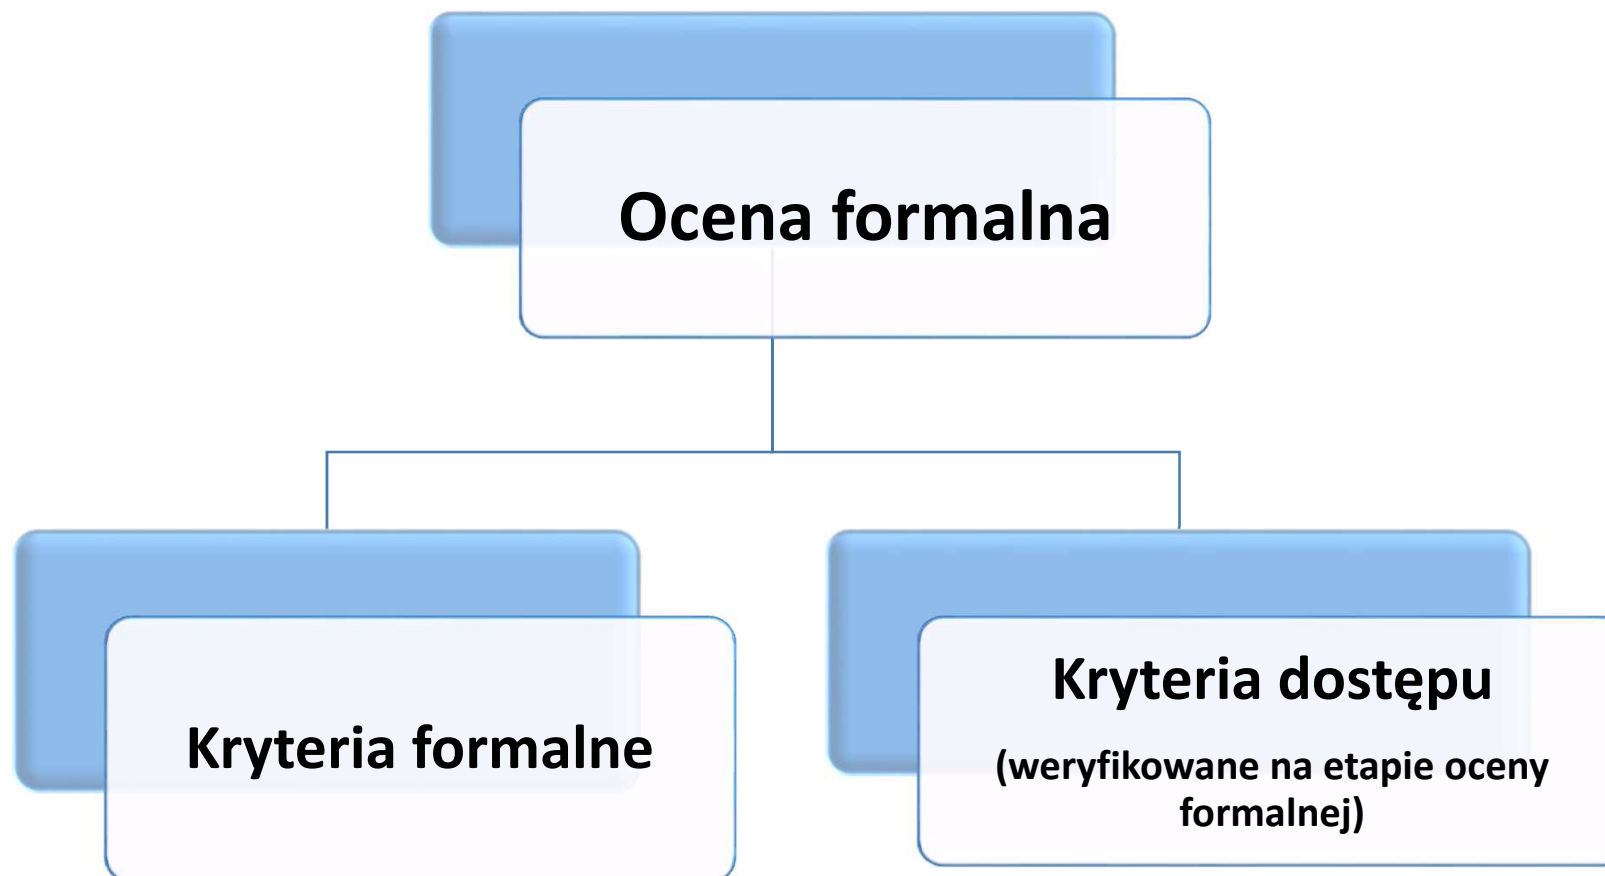 Ocena formalna
Kryteria formalne
Kryteria dostępu
(weryfikowane na etapie oceny
formalnej)